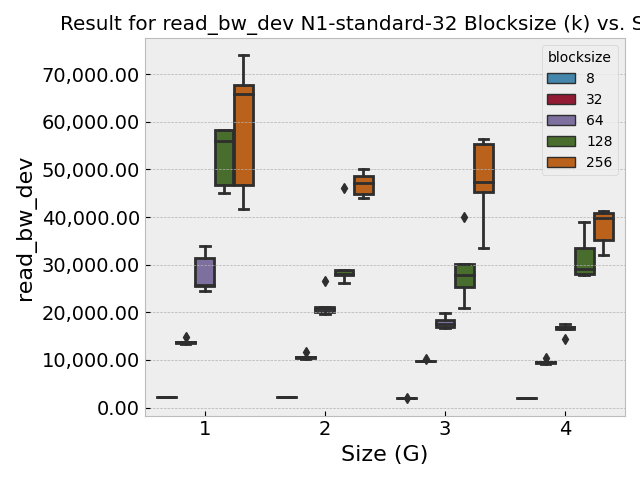 Result for read_bw_dev N1-standard-32 Blocksize (k) vs. S
blocksize
8
32
64
128
256
70,000.00
60,000.00
50,000.00
40,000.00
30,000.00
20,000.00
10,000.00
0.00
read_bw_dev
1 2 3 4
Size (G)